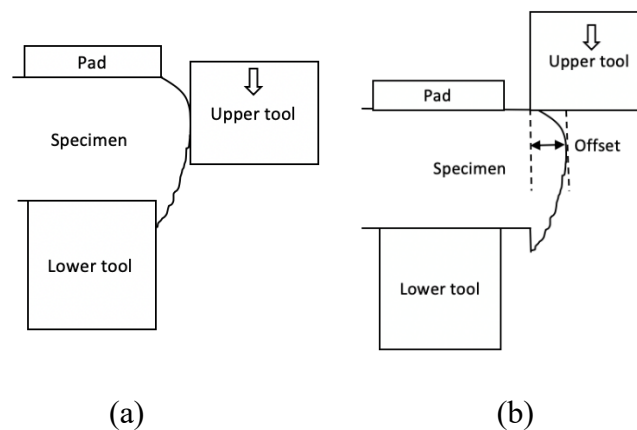 Pad
Upper tool
Specimen
Lower tool
(a)
Upper tool
Pad
Offset
Specimen
Lower tool
(b)